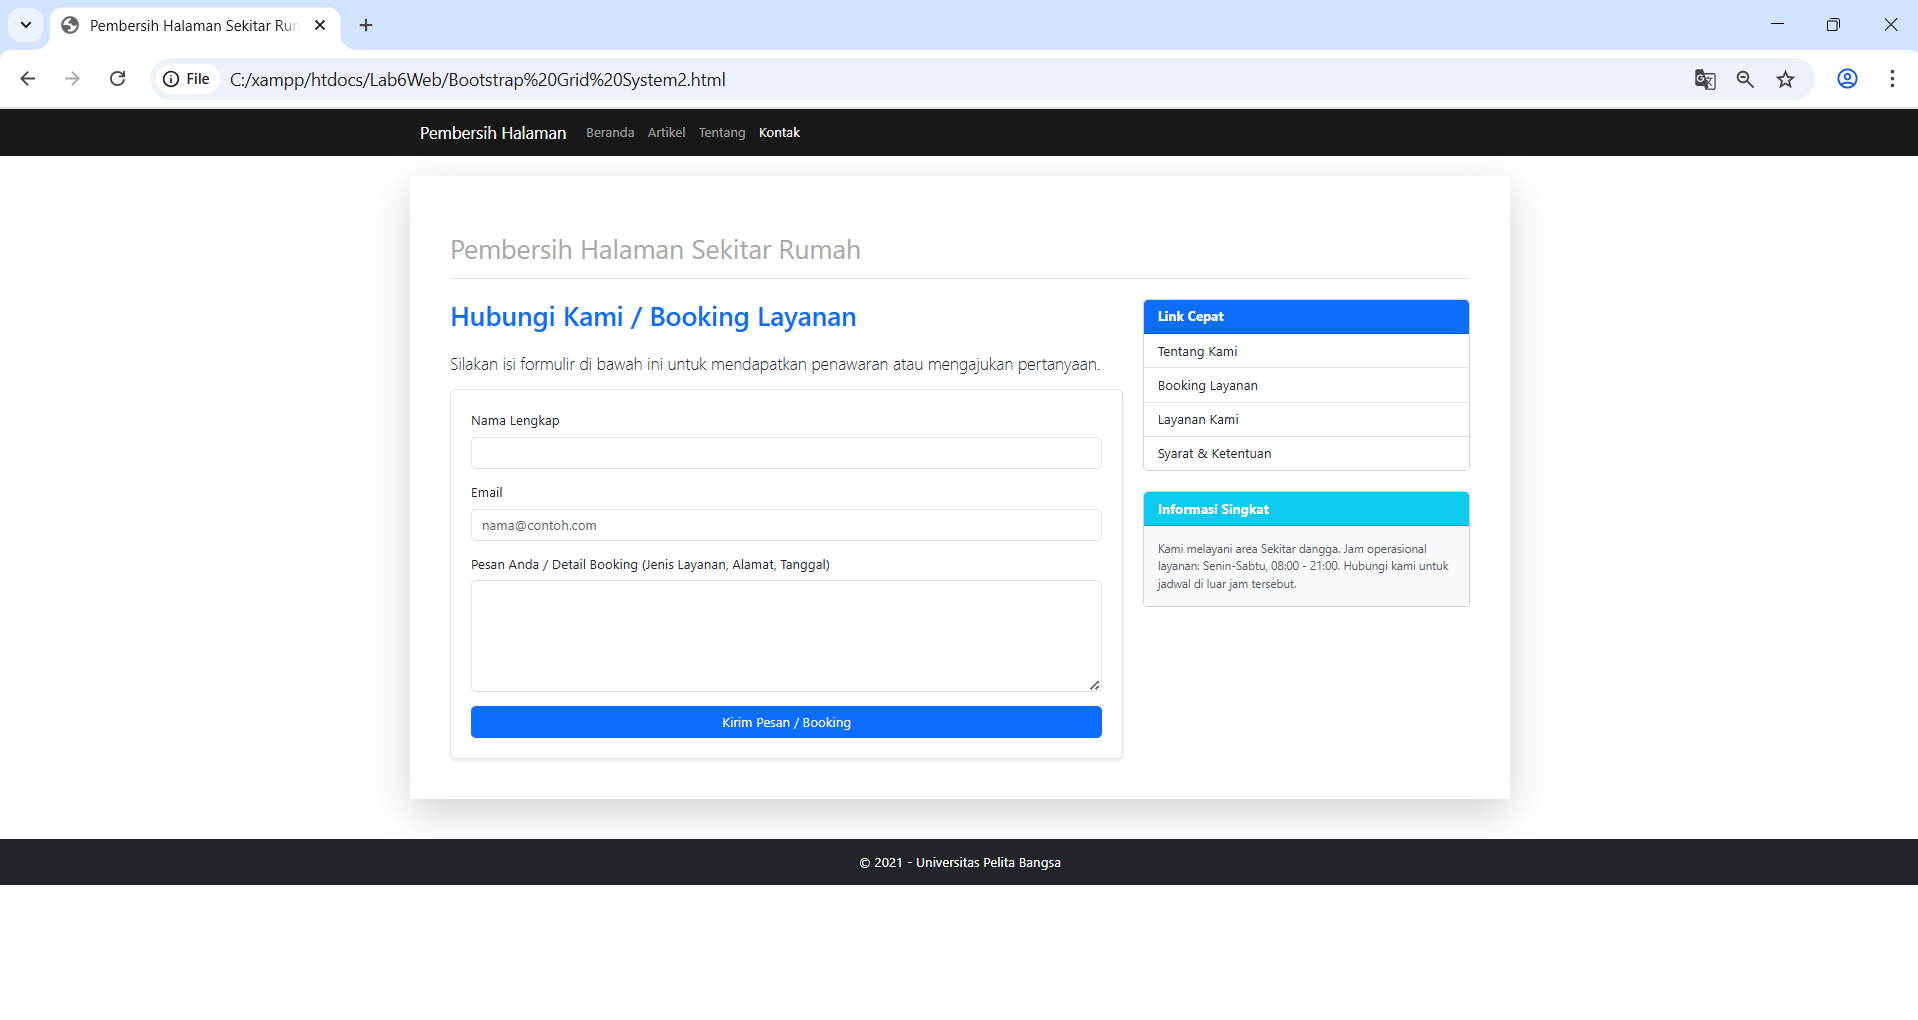 Pembersih Halaman Sekitar Rum
File
C:/xampp/htdocs/Lab6Web/Bootstrap%20Grid%20System2.html
Pembersih Halaman Beranda Artikel Tentang Kontak
Pembersih Halaman Sekitar Rumah
Hubungi Kami / Booking Layanan
Silakan isi formulir di bawah ini untuk mendapatkan penawaran atau mengajukan pertanyaan.
Nama Lengkap
Email
nama@contoh.com
Pesan Anda / Detail Booking (Jenis Layanan, Alamat, Tanggal)
Kirim Pesan / Booking
Link Cepat
Tentang Kami
Booking Layanan
Layanan Kami
Syarat & Ketentuan
Informasi Singkat
Kami melayani area Sekitar dangga. Jam operasional
layanan: Senin-Sabtu, 08:00 - 21:00. Hubungi kami untuk
jadwal di luar jam tersebut.
© 2021 - Universitas Pelita Bangsa